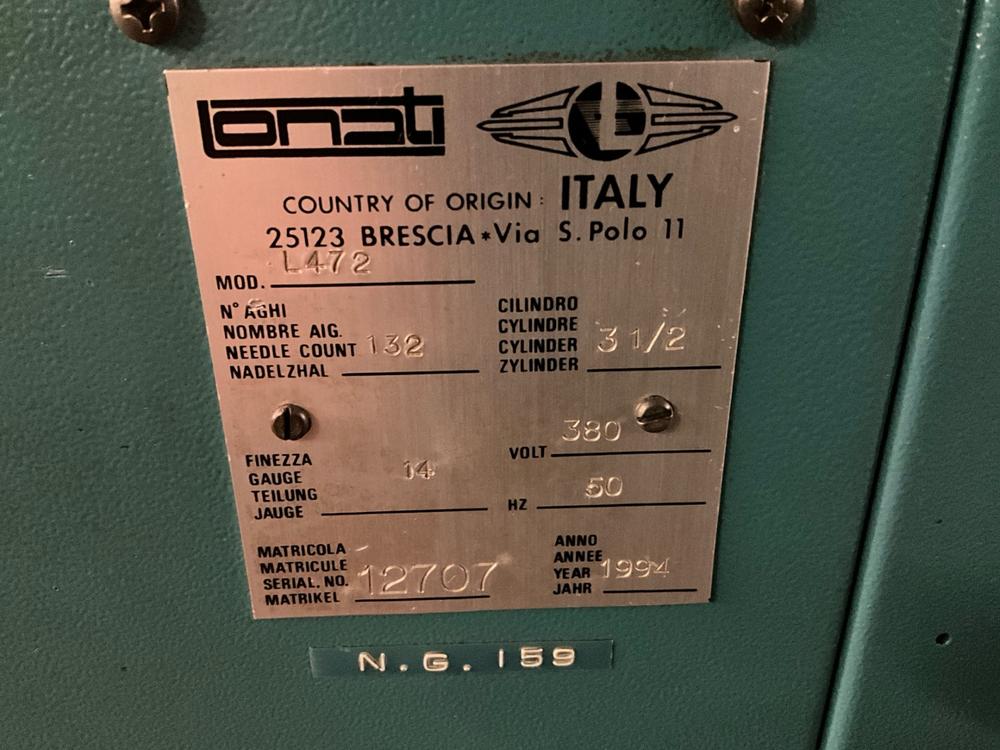 Lonati
COUNTRY OF ORIGIN: ITALY
25123 BRESCIA*Via S. Polo 11
MOD. L472
N° AGHI
NOMBRE AIG.
NEEDLE COUNT 132
NADELZHAL
CILINDRO
CYLINDRE
CYLINDER 3 1/2
ZYLINDER
FINEZZA
GAUGE 14
TEILUNG
JAUGE
VOLT 380
HZ 50
MATRICOLA
MATRICULE
SERIAL. NO. 12707
MATRIKEL
ANNO
ANNEE
YEAR 1994
JAHR
N.G. 159